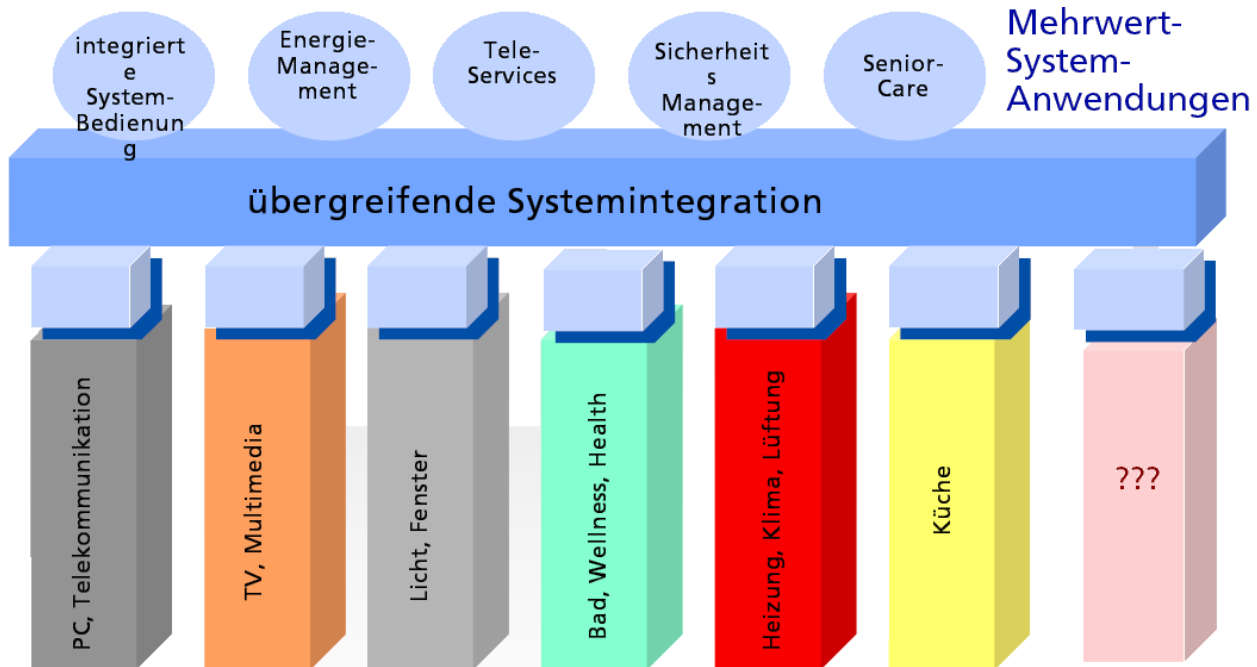 integriert
e
System-
Bedienun
g
Energie-
Manage-
ment
Tele-
Services
Sicherheit
s
Manage-
ment
Senior-
Care
Mehrwert-
System-
Anwendungen
übergreifende Systemintegration
PC, Telekommunikation
TV, Multimedia
Licht, Fenster
Bad, Wellness, Health
Heizung, Klima, Lüftung
Küche
???